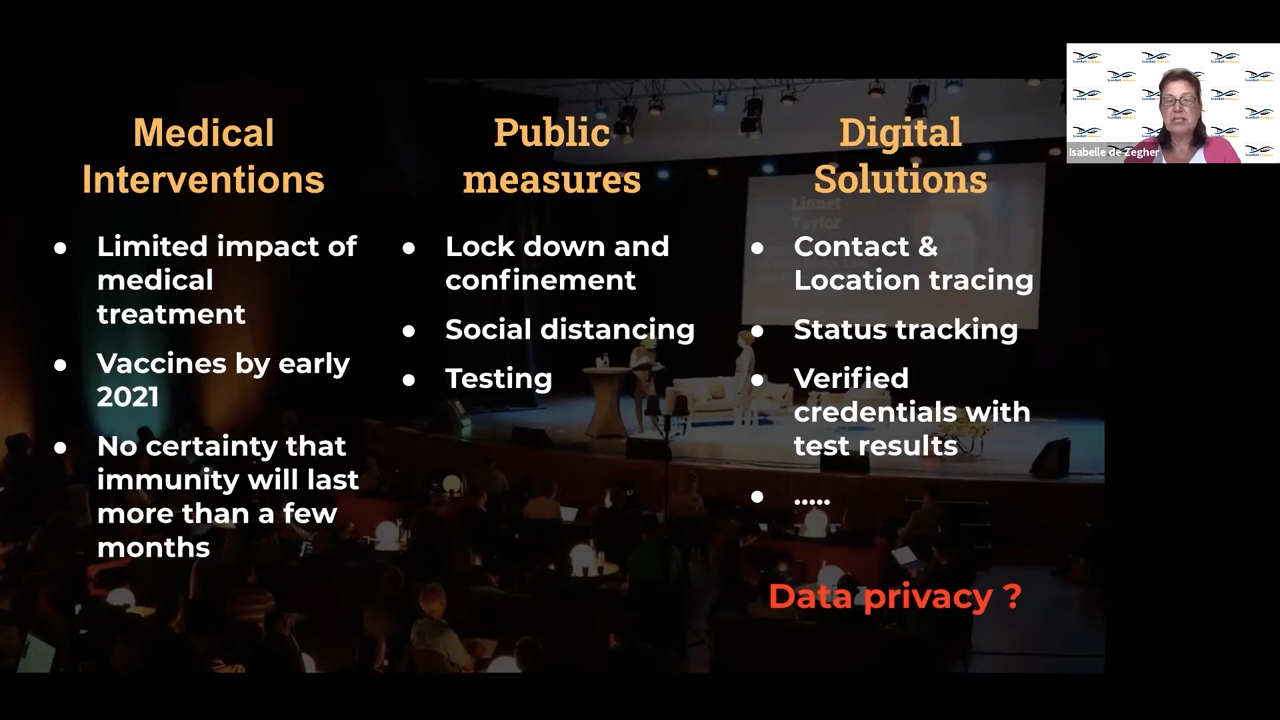 Medical
Interventions
Limited impact of
medical
treatment
Vaccines by early
2021
No certainty that
immunity will last
more than a few
months
Public
measures
Lock down and
confinement
Social distancing
Testing
Digital
Solutions
Contact &
Location tracing
Status tracking
Verified
credentials with
test results
.....
Data privacy ?
Linnet
Taylor
Isabelle de Zegher